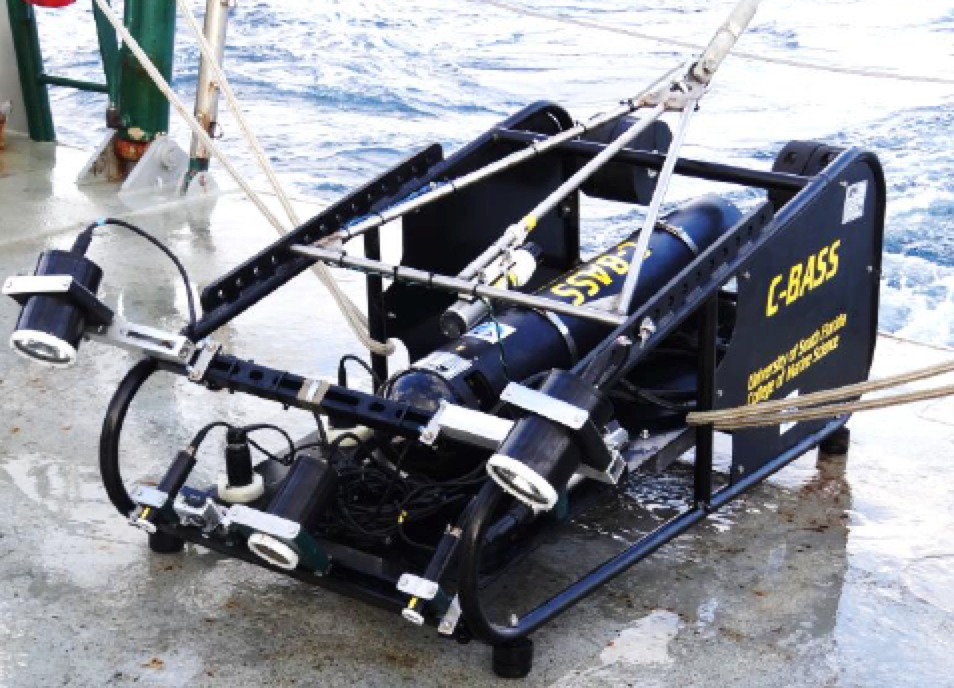 C-BASS
C-BASS
University of South Florida
College of Marine Science